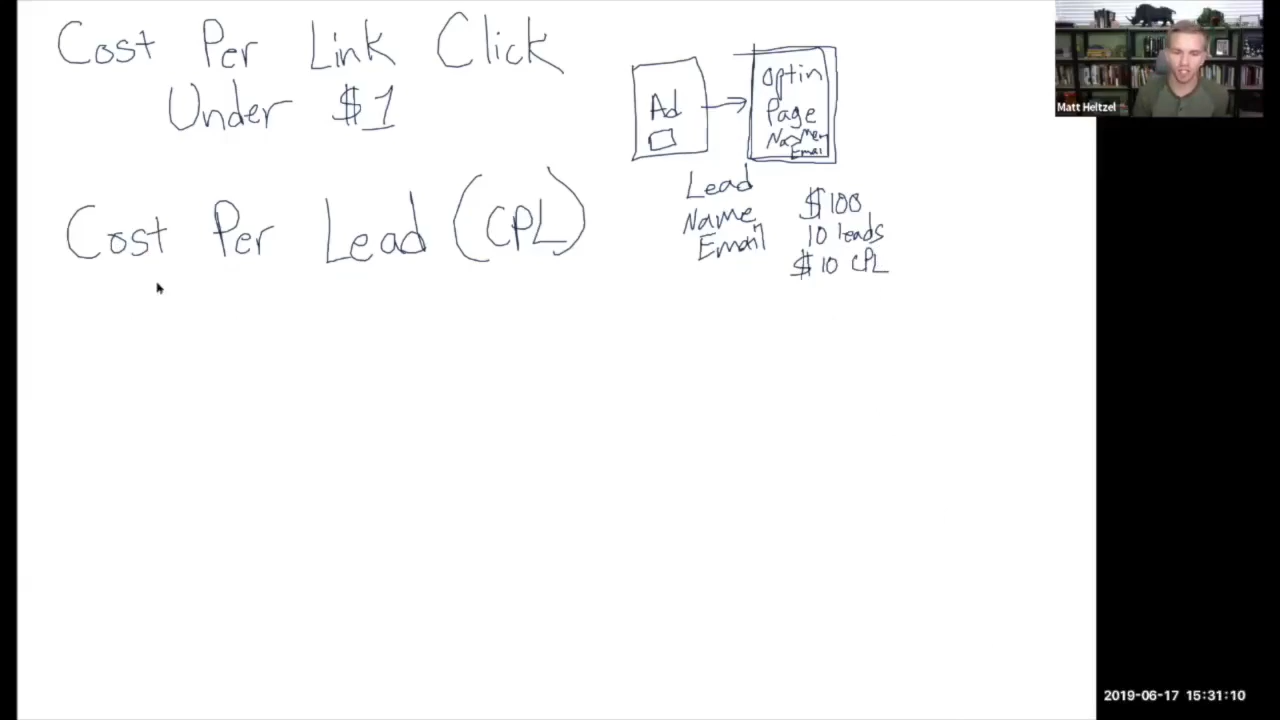 Cost Per Link Click
Under $1
Cost Per Lead (CPL)
Ad
Optin
Page
Email
Lead
Name
Email
$100
10 leads
$10 CPL
Matt Heltzel
2019-06-17 15:31:10